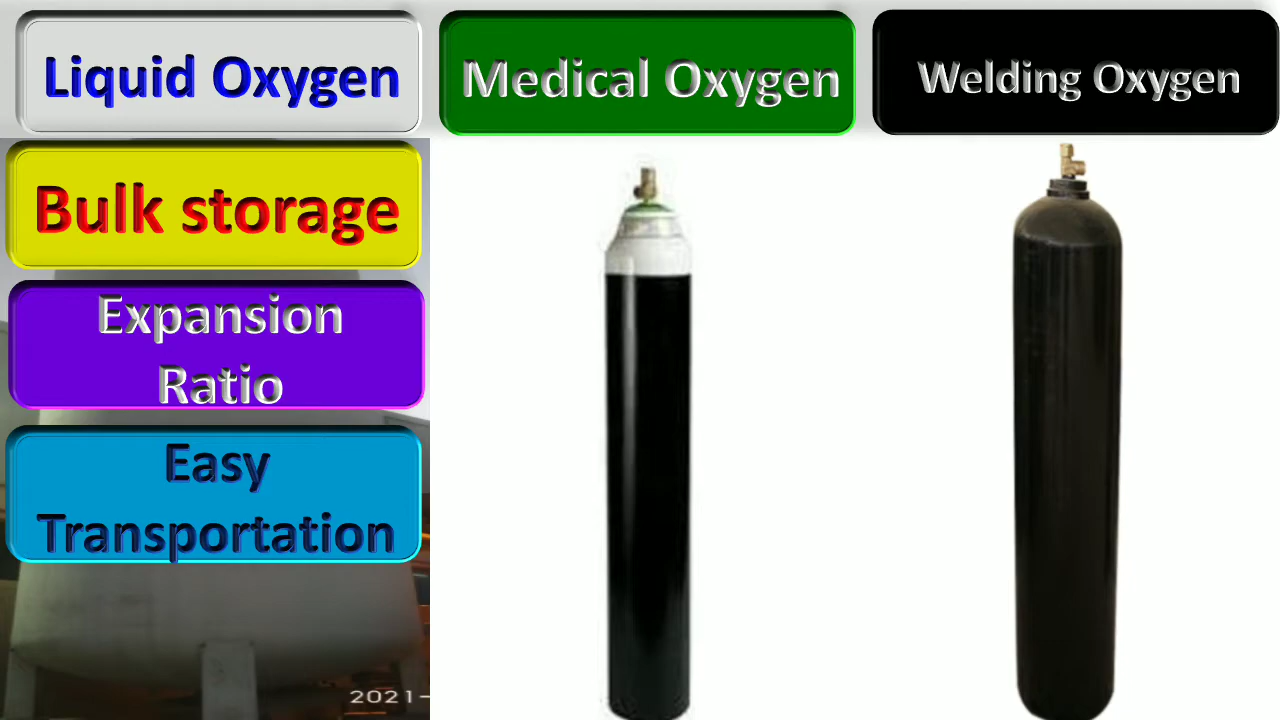 Liquid Oxygen
Medical Oxygen
Welding Oxygen
Bulk storage
Expansion
Ratio
Easy
Transportation
2021-